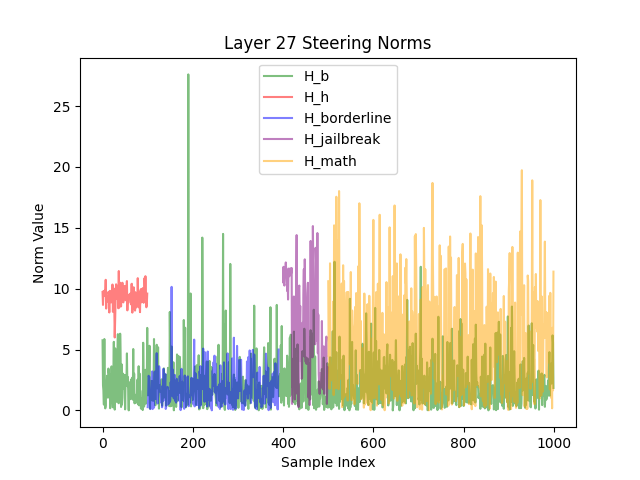 Layer 27 Steering Norms
H_b
H_h
H_borderline
H_jailbreak
H_math
Norm Value
25
20
15
10
5
0
0 200 400 600 800 1000
Sample Index